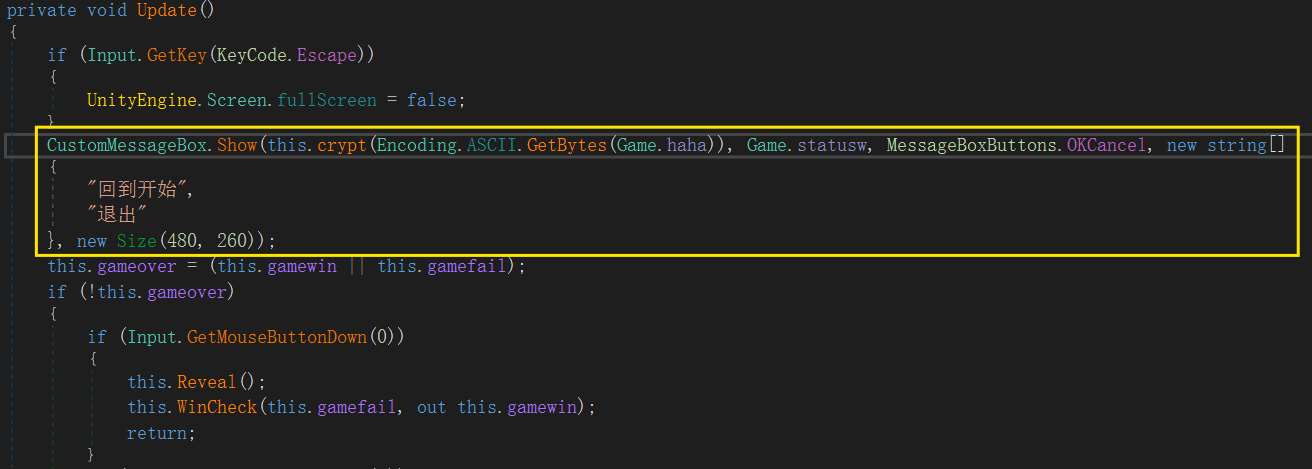 private void Update()
{
if (Input.GetKey(KeyCode.Escape))
{
UnityEngine.Screen.fullScreen = false;
}
CustomMessageBox.Show(this.crypt(Encoding.ASCII.GetBytes(Game.haha)), Game.statusw, MessageBoxButtons.OKCancel, new string[]
{
"回到开始",
"退出"
}, new Size(480, 260));
this.gameover = (this.gamewin || this.gamefail);
if (!this.gameover)
{
if (Input.GetMouseButtonDown(0))
{
this.Reveal();
this.WinCheck(this.gamefail, out this.gamewin);
return;
}